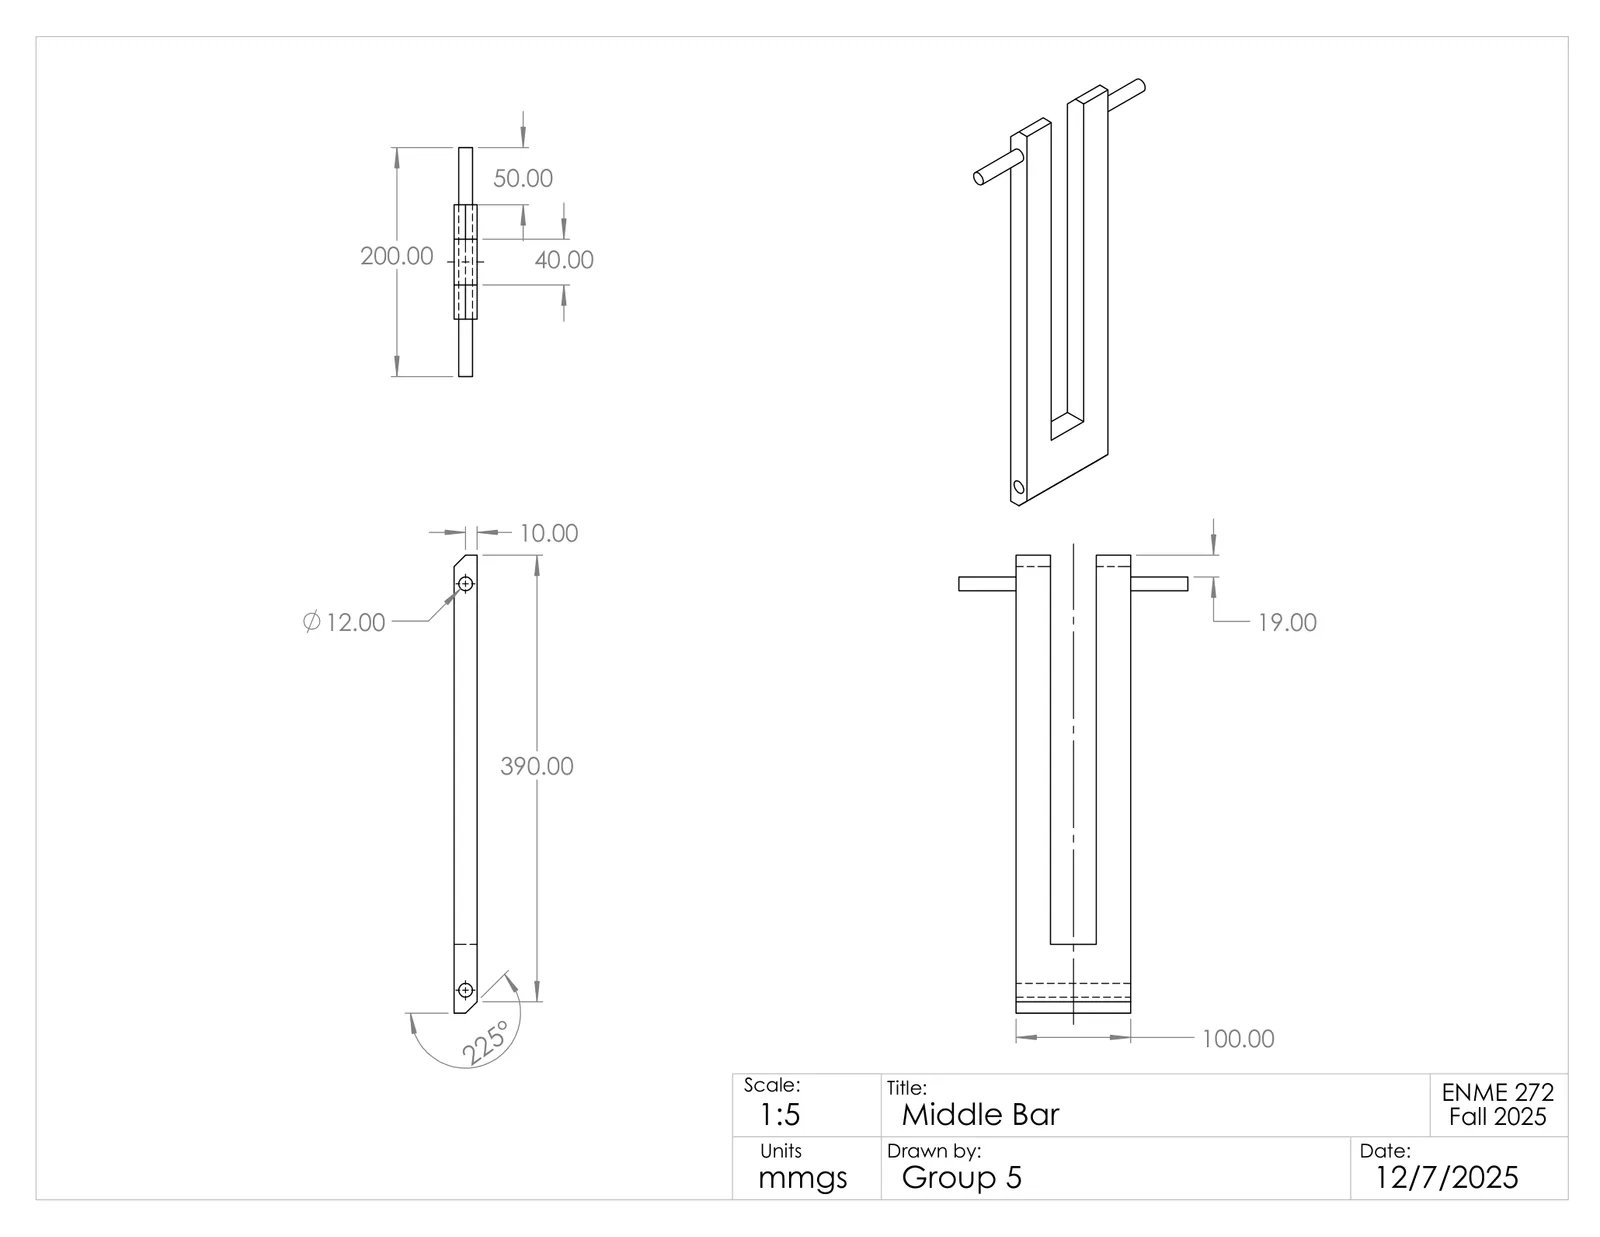 50.00
200.00
40.00
10.00
∅12.00
390.00
225°
19.00
100.00
Scale:
1:5
Title:
Middle Bar
ENME 272
Fall 2025
Units
mmgs
Drawn by:
Group 5
Date:
12/7/2025